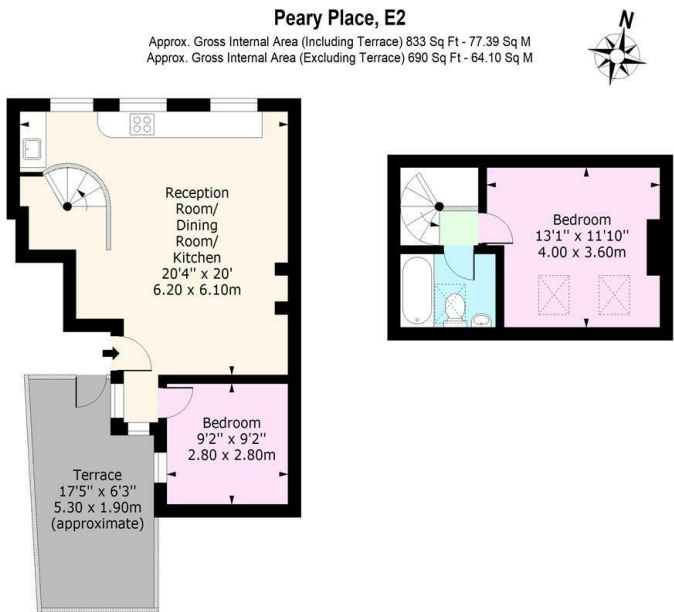 Peary Place, E2
Approx. Gross Internal Area (Including Terrace) 833 Sq Ft - 77.39 Sq M
Approx. Gross Internal Area (Excluding Terrace) 690 Sq Ft - 64.10 Sq M
N
Reception
Room/
Dining
Room/
Kitchen
20'4" x 20'
6.20 x 6.10m
Bedroom
13'1" x 11'10"
4.00 x 3.60m
Bedroom
9'2" x 9'2"
2.80 x 2.80m
Terrace
17'5" x 6'3"
5.30 x 1.90m
(approximate)